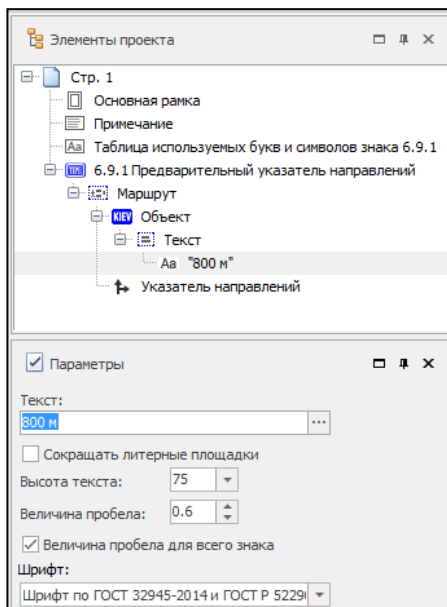 Элементы проекта
Стр. 1
Основная рамка
Примечание
Aa Таблица используемых букв и символов знака 6.9.1
6.9.1 Предварительный указатель направлений
Маршрут
KIEV Объект
Текст
Aa "800 м"
Указатель направлений
Параметры
Текст:
800 м
Сокращать литерные площадки
Высота текста: 75
Величина пробела: 0.6
Величина пробела для всего знака
Шрифт:
Шрифт по ГОСТ 32945-2014 и ГОСТ Р 5229